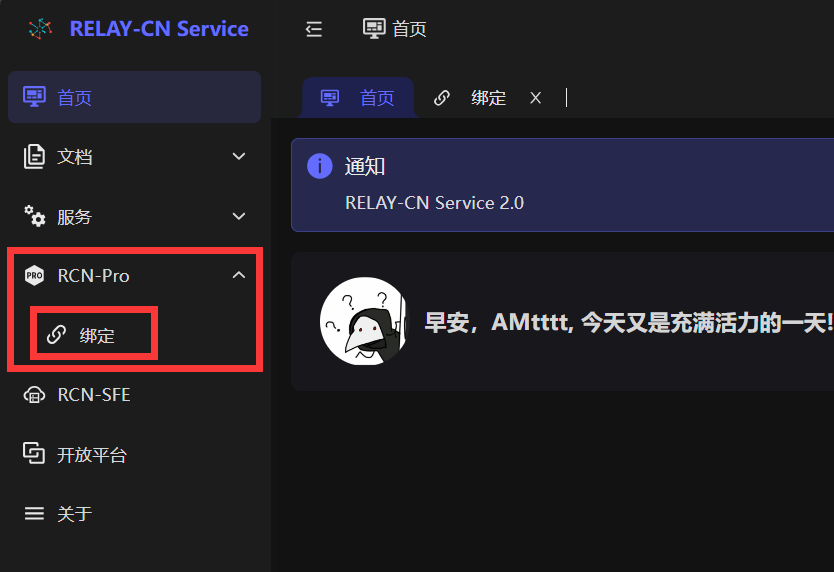 RELAY-CN Service
首页
首页
文档
服务
PRO RCN-Pro
绑定
RCN-SFE
开放平台
关于
首页 绑定 X
通知
RELAY-CN Service 2.0
? ? ?
早安，AMtttt, 今天又是充满活力的一天!